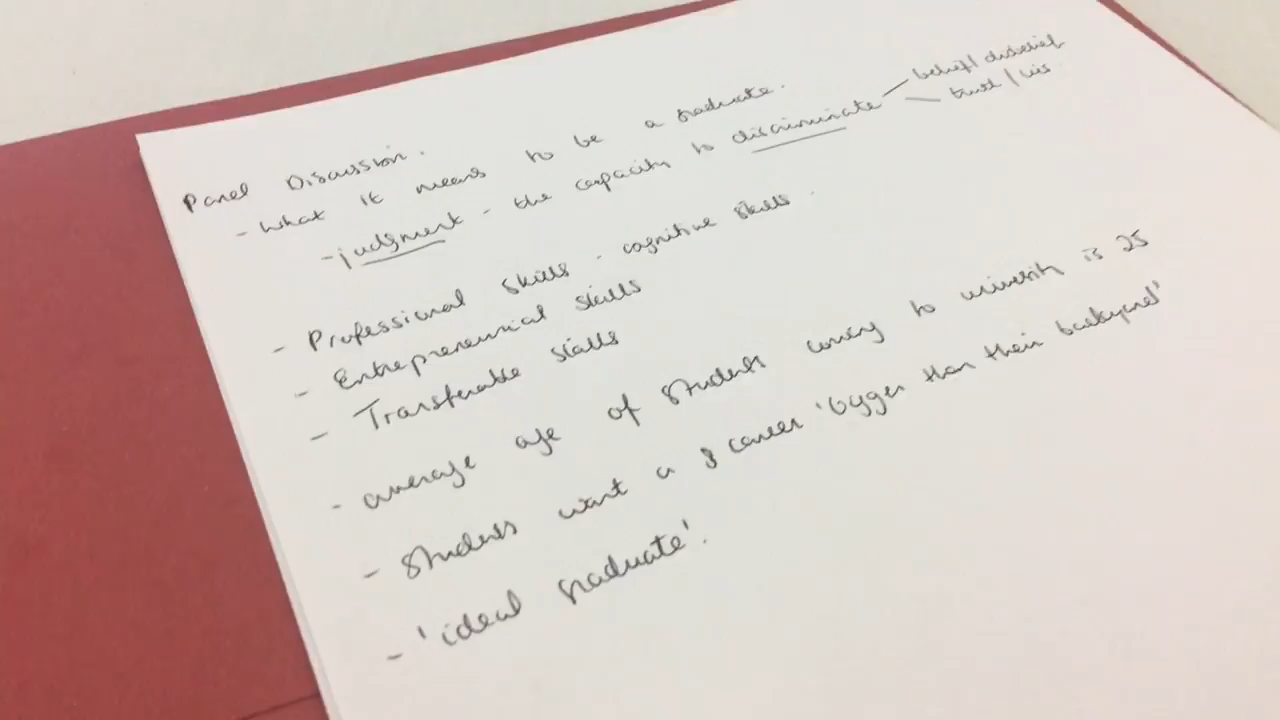 Panel Discussion.
- What it means to be a graduate.
- judgment - the capacity to discriminate - belief/disbelief
- truth / lies
- Professional skills - cognitive skills.
- Entrepreneurial skills
- Transferable skills
- average age of students coming to university is 25
- Students want a career 'bigger than their backyard'
- 'ideal graduate'.